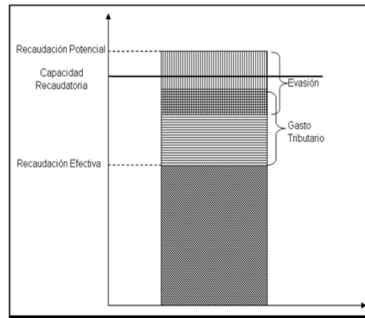 Recaudación Potencial
Capacidad
Recaudatoria
Evasión
Gasto
Tributario
Recaudación Efectiva